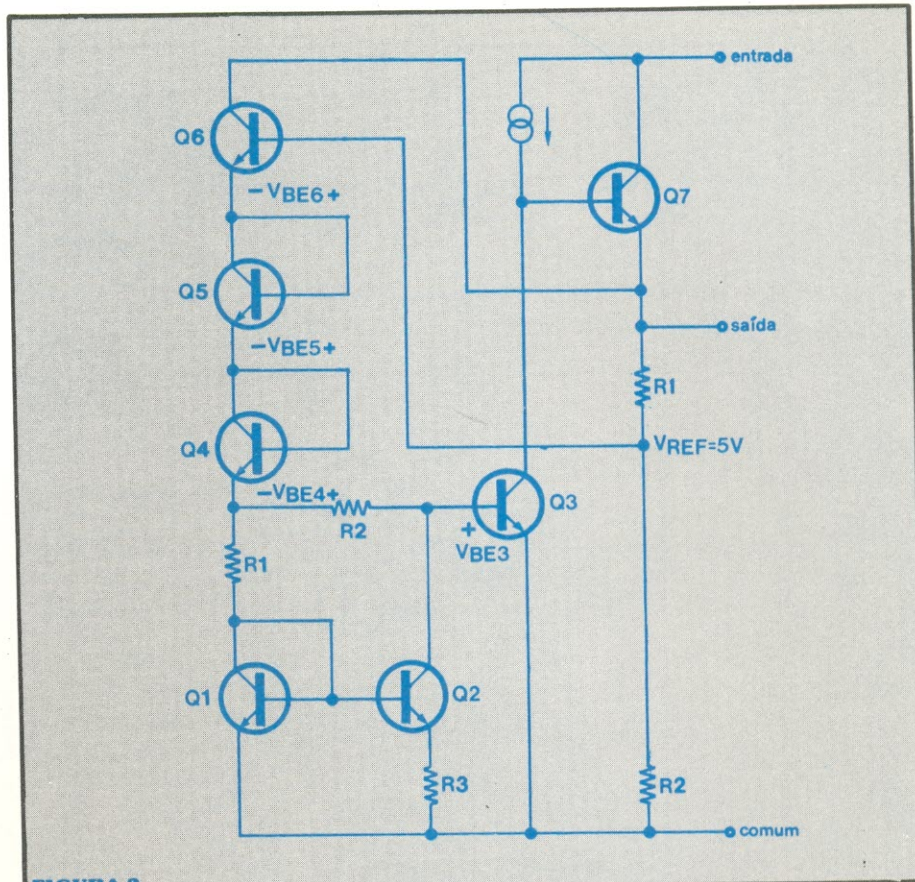 entrada
Q6
−VBE6+
Q7
Q5
saída
−VBE5+
R1
Q4
VREF=5V
−VBE4+
R2
Q3
+
VBE3
R1
Q1
Q2
R3
R2
comum